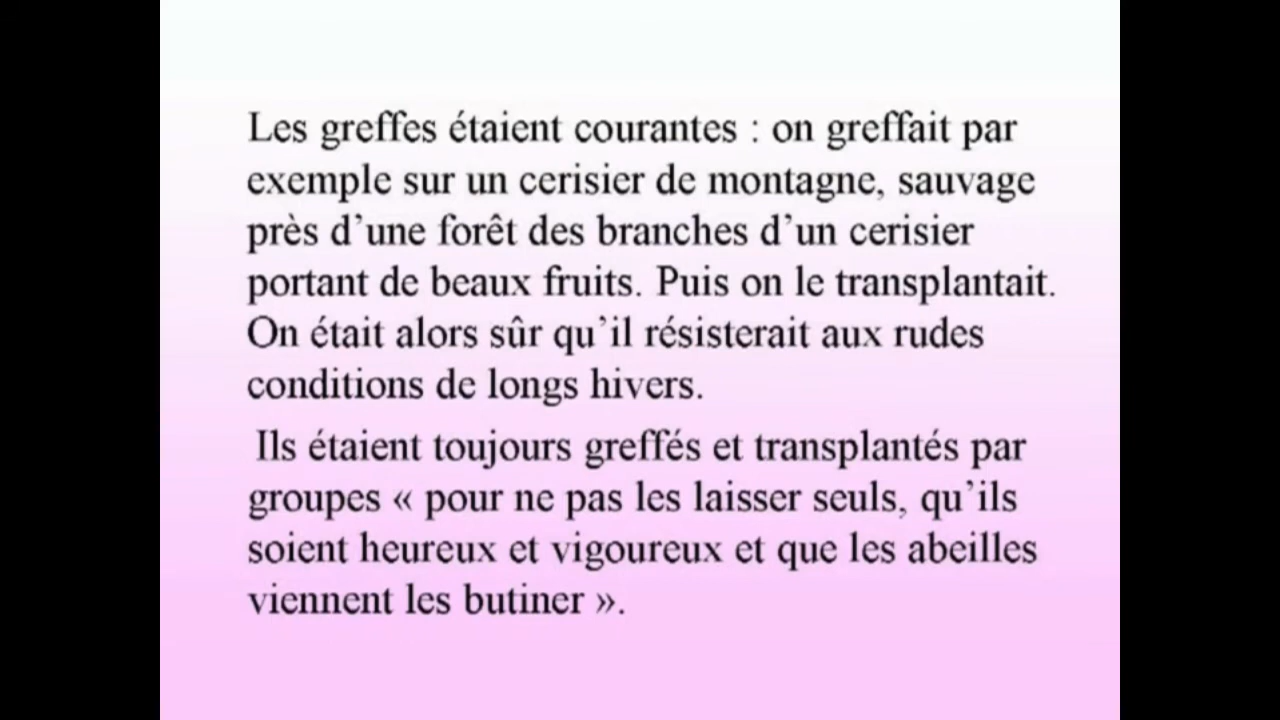 Les greffes étaient courantes : on greffait par
exemple sur un cerisier de montagne, sauvage
près d’une forêt des branches d’un cerisier
portant de beaux fruits. Puis on le transplantait.
On était alors sûr qu’il résisterait aux rudes
conditions de longs hivers.
Ils étaient toujours greffés et transplantés par
groupes « pour ne pas les laisser seuls, qu’ils
soient heureux et vigoureux et que les abeilles
viennent les butiner ».